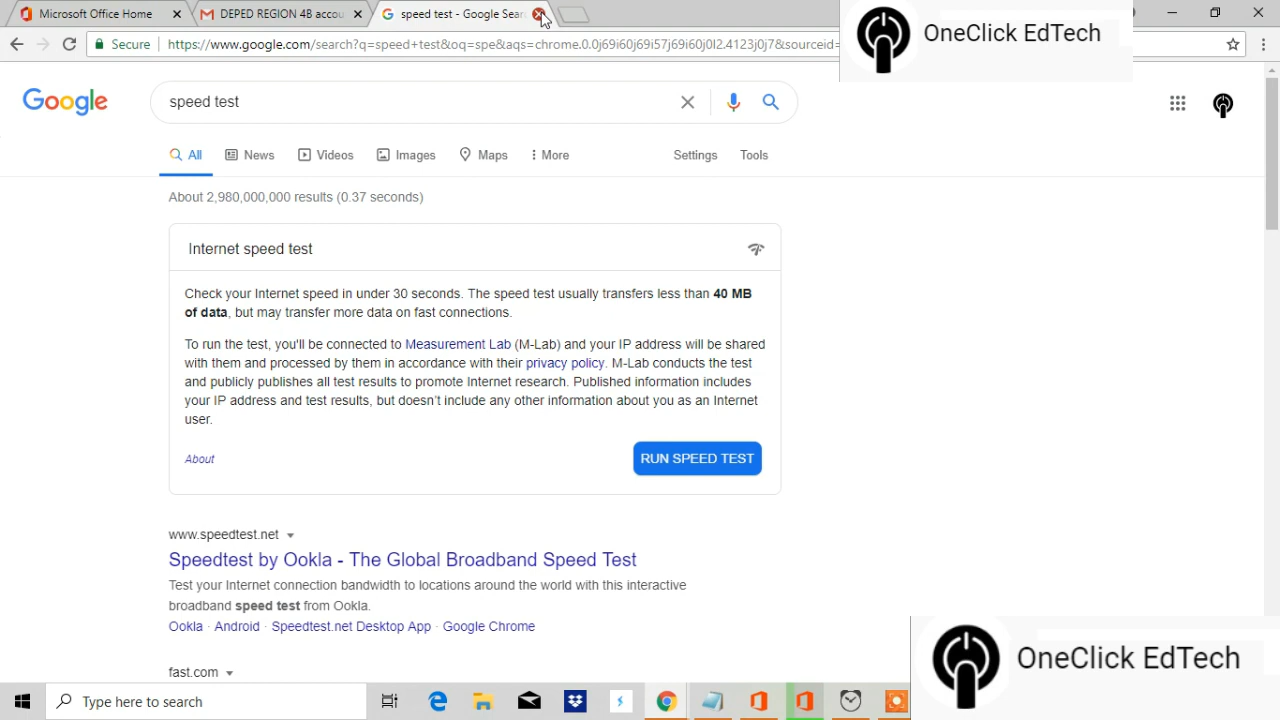 Microsoft Office Home
DEPED REGION 4B accou
speed test - Google Sear
Secure
https://www.google.com/search?q=speed+test&oq=spe&aqs=chrome.0.0j69i60j69i57j69i60j0l2.4123j0j7&sourceid=
OneClick EdTech
Google
speed test
All
News
Videos
Images
Maps
More
Settings
Tools
About 2,980,000,000 results (0.37 seconds)
Internet speed test
Check your Internet speed in under 30 seconds. The speed test usually transfers less than 40 MB
of data, but may transfer more data on fast connections.
To run the test, you'll be connected to Measurement Lab (M-Lab) and your IP address will be shared
with them and processed by them in accordance with their privacy policy. M-Lab conducts the test
and publicly publishes all test results to promote Internet research. Published information includes
your IP address and test results, but doesn't include any other information about you as an Internet
user.
About
RUN SPEED TEST
www.speedtest.net
Speedtest by Ookla - The Global Broadband Speed Test
Test your Internet connection bandwidth to locations around the world with this interactive
broadband speed test from Ookla.
Ookla · Android · Speedtest.net Desktop App · Google Chrome
fast.com
OneClick EdTech
Type here to search